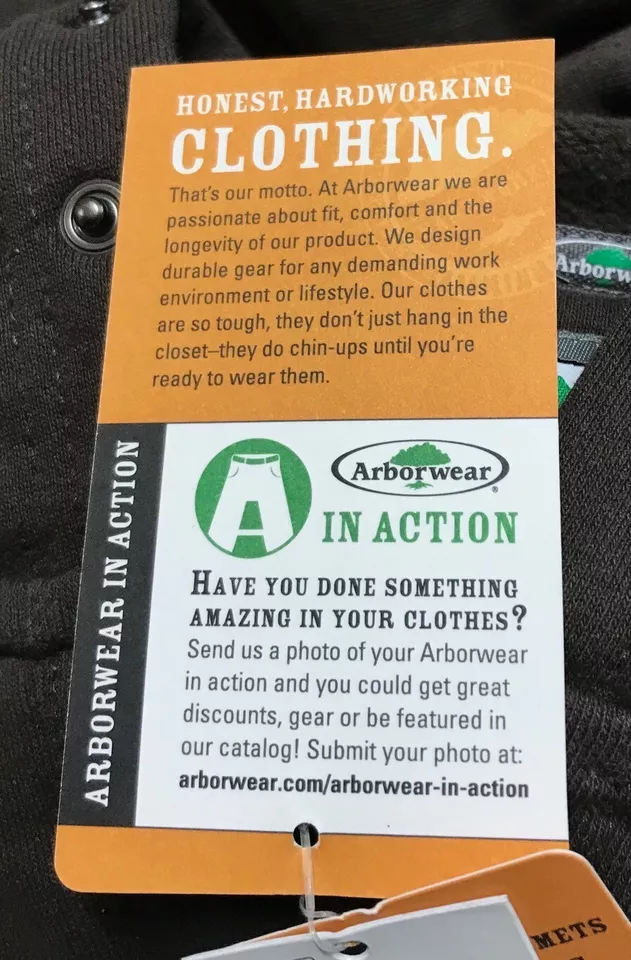 HONEST, HARDWORKING
CLOTHING.
That's our motto. At Arborwear we are
passionate about fit, comfort and the
longevity of our product. We design
durable gear for any demanding work
environment or lifestyle. Our clothes
are so tough, they don't just hang in the
closet–they do chin-ups until you're
ready to wear them.
Arborw
ARBORWEAR IN ACTION
Arborwear®
IN ACTION
HAVE YOU DONE SOMETHING
AMAZING IN YOUR CLOTHES?
Send us a photo of your Arborwear
in action and you could get great
discounts, gear or be featured in
our catalog! Submit your photo at:
arborwear.com/arborwear-in-action
METS